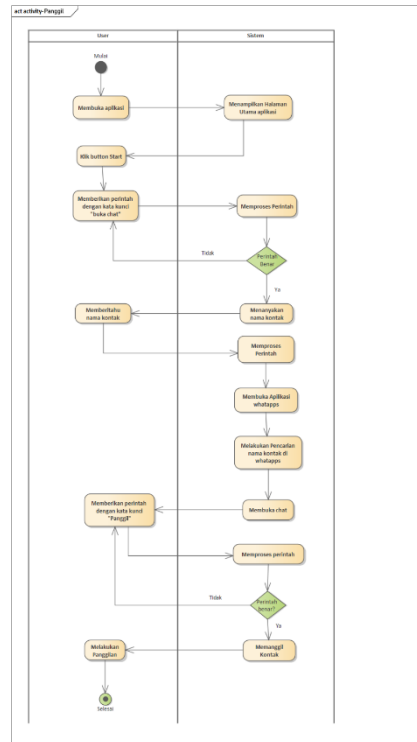 act activity-Panggil
User
Sistem
Mulai
Membuka aplikasi
Menampilkan Halaman
Utama aplikasi
Klik button Start
Memberikan perintah
dengan kata kunci
"buka chat"
Memproses Perintah
Perintah
Benar
Tidak
Ya
Menanyakan
nama kontak
Memberitahu
nama kontak
Memproses
Perintah
Membuka Aplikasi
whatapps
Melakukan Pencarian
nama kontak di
whatapps
Membuka chat
Memberikan perintah
dengan kata kunci
"Panggil"
Memproses perintah
Perintah
benar?
Tidak
Ya
Memanggil
Kontak
Melakukan
Panggilan
Selesai